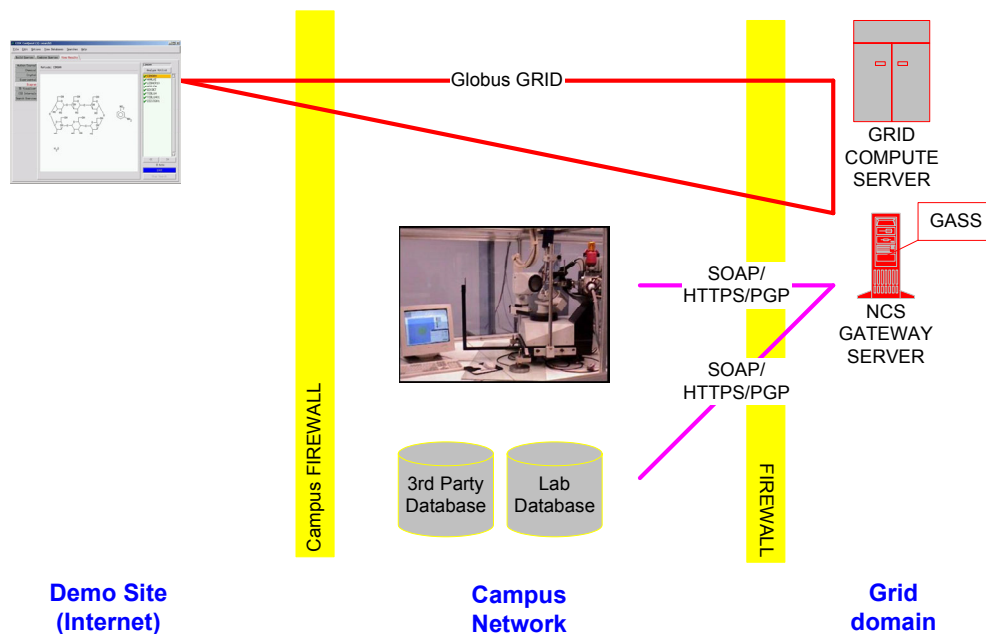 Globus GRID
GRID
COMPUTE
SERVER
GASS
SOAP/
HTTPS/PGP
NCS
GATEWAY
SERVER
SOAP/
HTTPS/PGP
Campus FIREWALL
3rd Party
Database
Lab
Database
FIREWALL
Demo Site
(Internet)
Campus
Network
Grid
domain